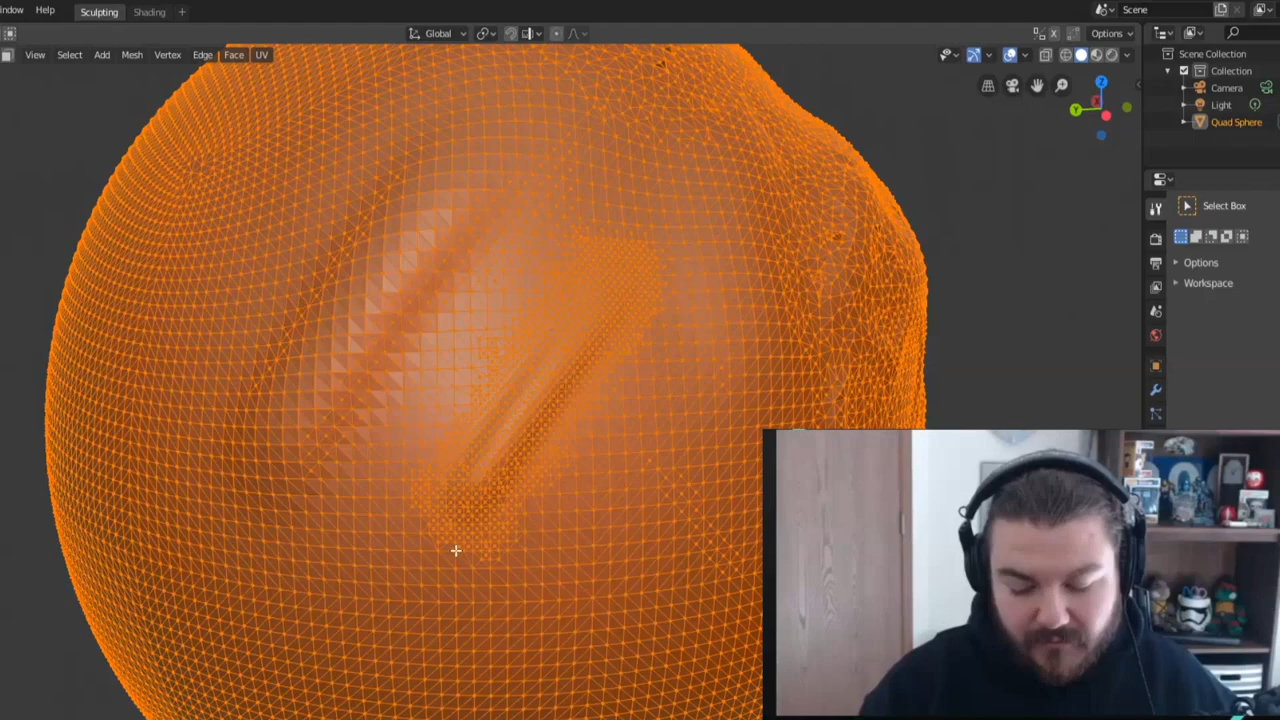 indow Help Sculpting Shading + Scene
Global Options
View Select Add Mesh Vertex Edge Face UV
Scene Collection
Collection
Camera
Light
Quad Sphere
Z
Y
X
Select Box
Options
Workspace